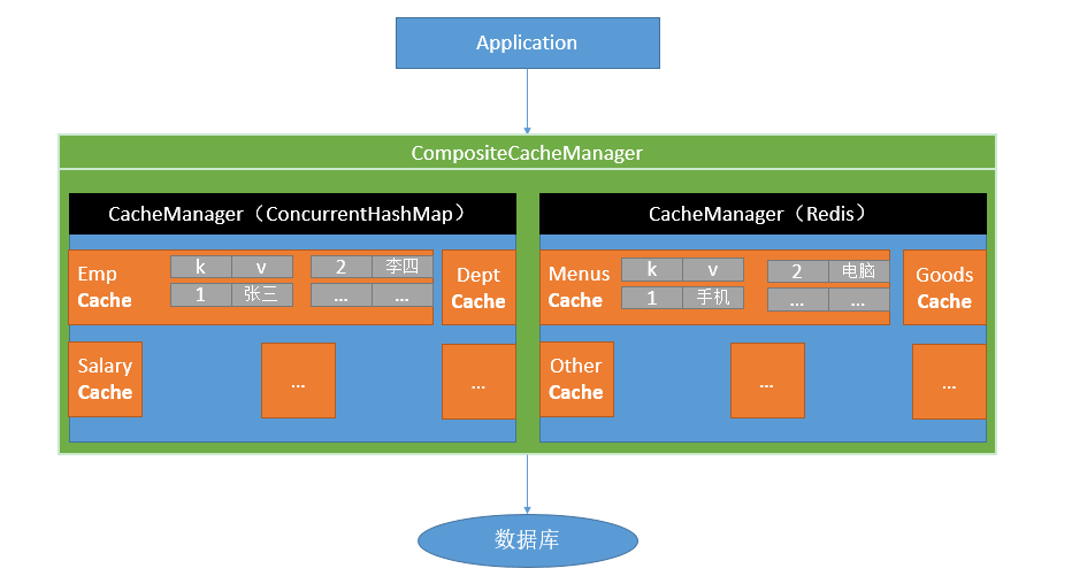 Application
CompositeCacheManager
CacheManager（ConcurrentHashMap）
Emp
Cache
k v
1 张三
2 李四
... ...
Dept
Cache
Salary
Cache
...
...
CacheManager（Redis）
Menus
Cache
k v
1 手机
2 电脑
... ...
Goods
Cache
Other
Cache
...
...
数据库